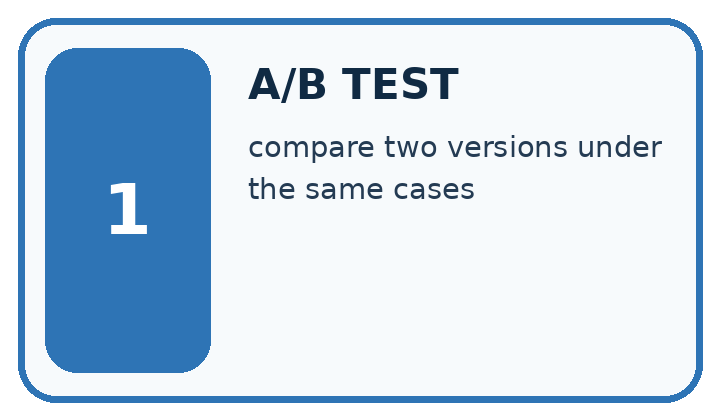 1
A/B TEST
compare two versions under
the same cases